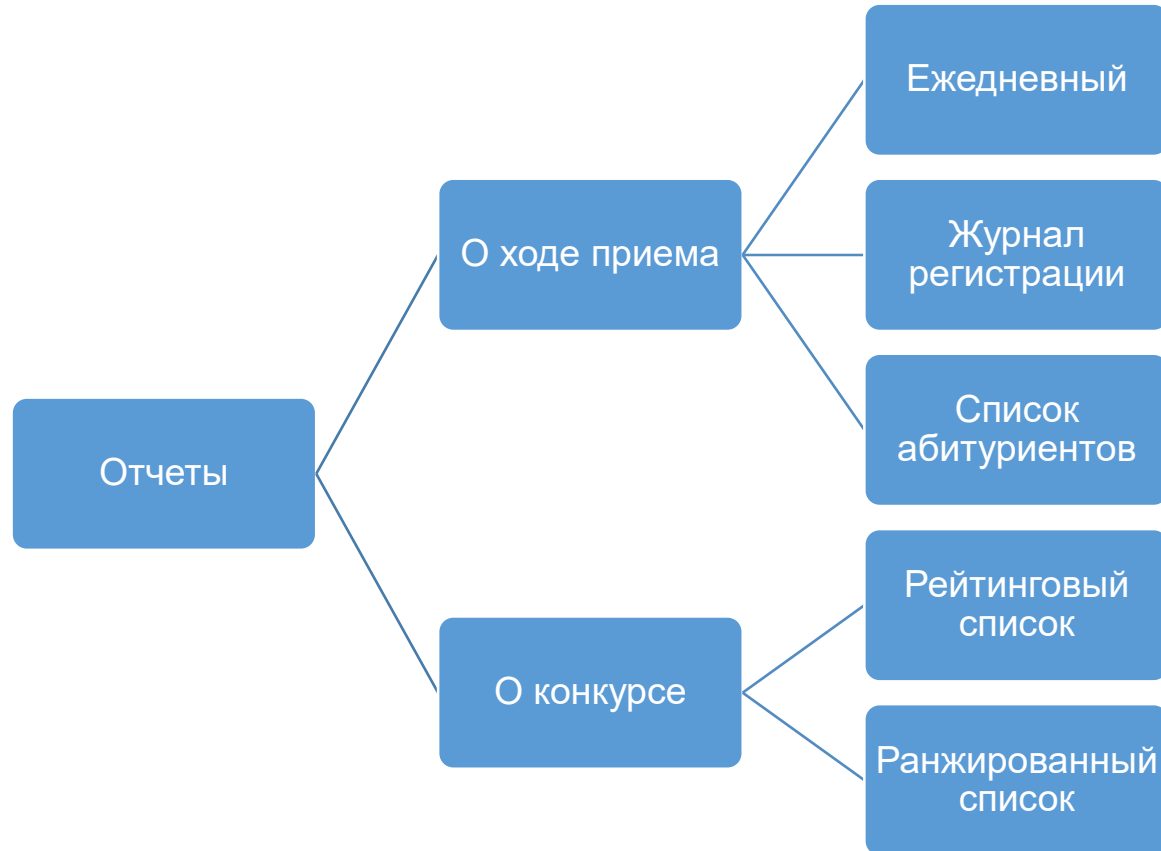 Отчеты
О ходе приема
Ежедневный
Журнал
регистрации
Список
абитуриентов
О конкурсе
Рейтинговый
список
Ранжированный
список